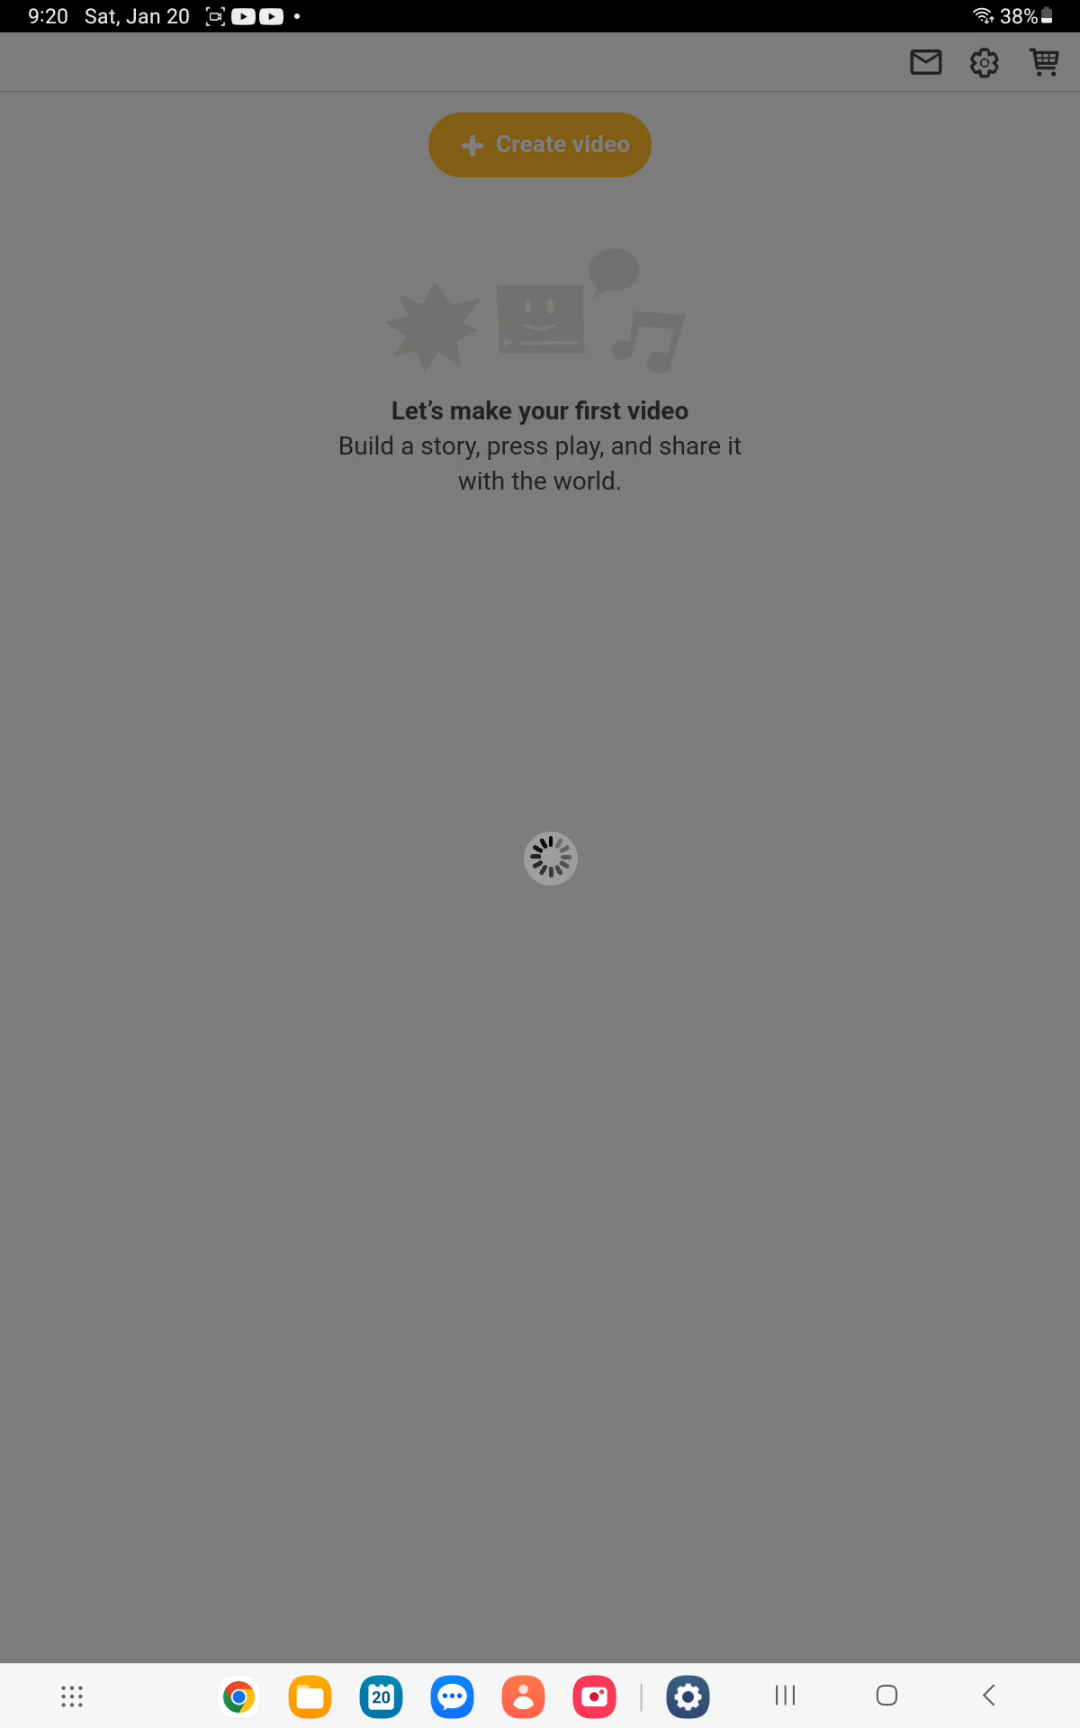 9:20 Sat, Jan 20
38%
Create video
Let’s make your first video
Build a story, press play, and share it
with the world.
20